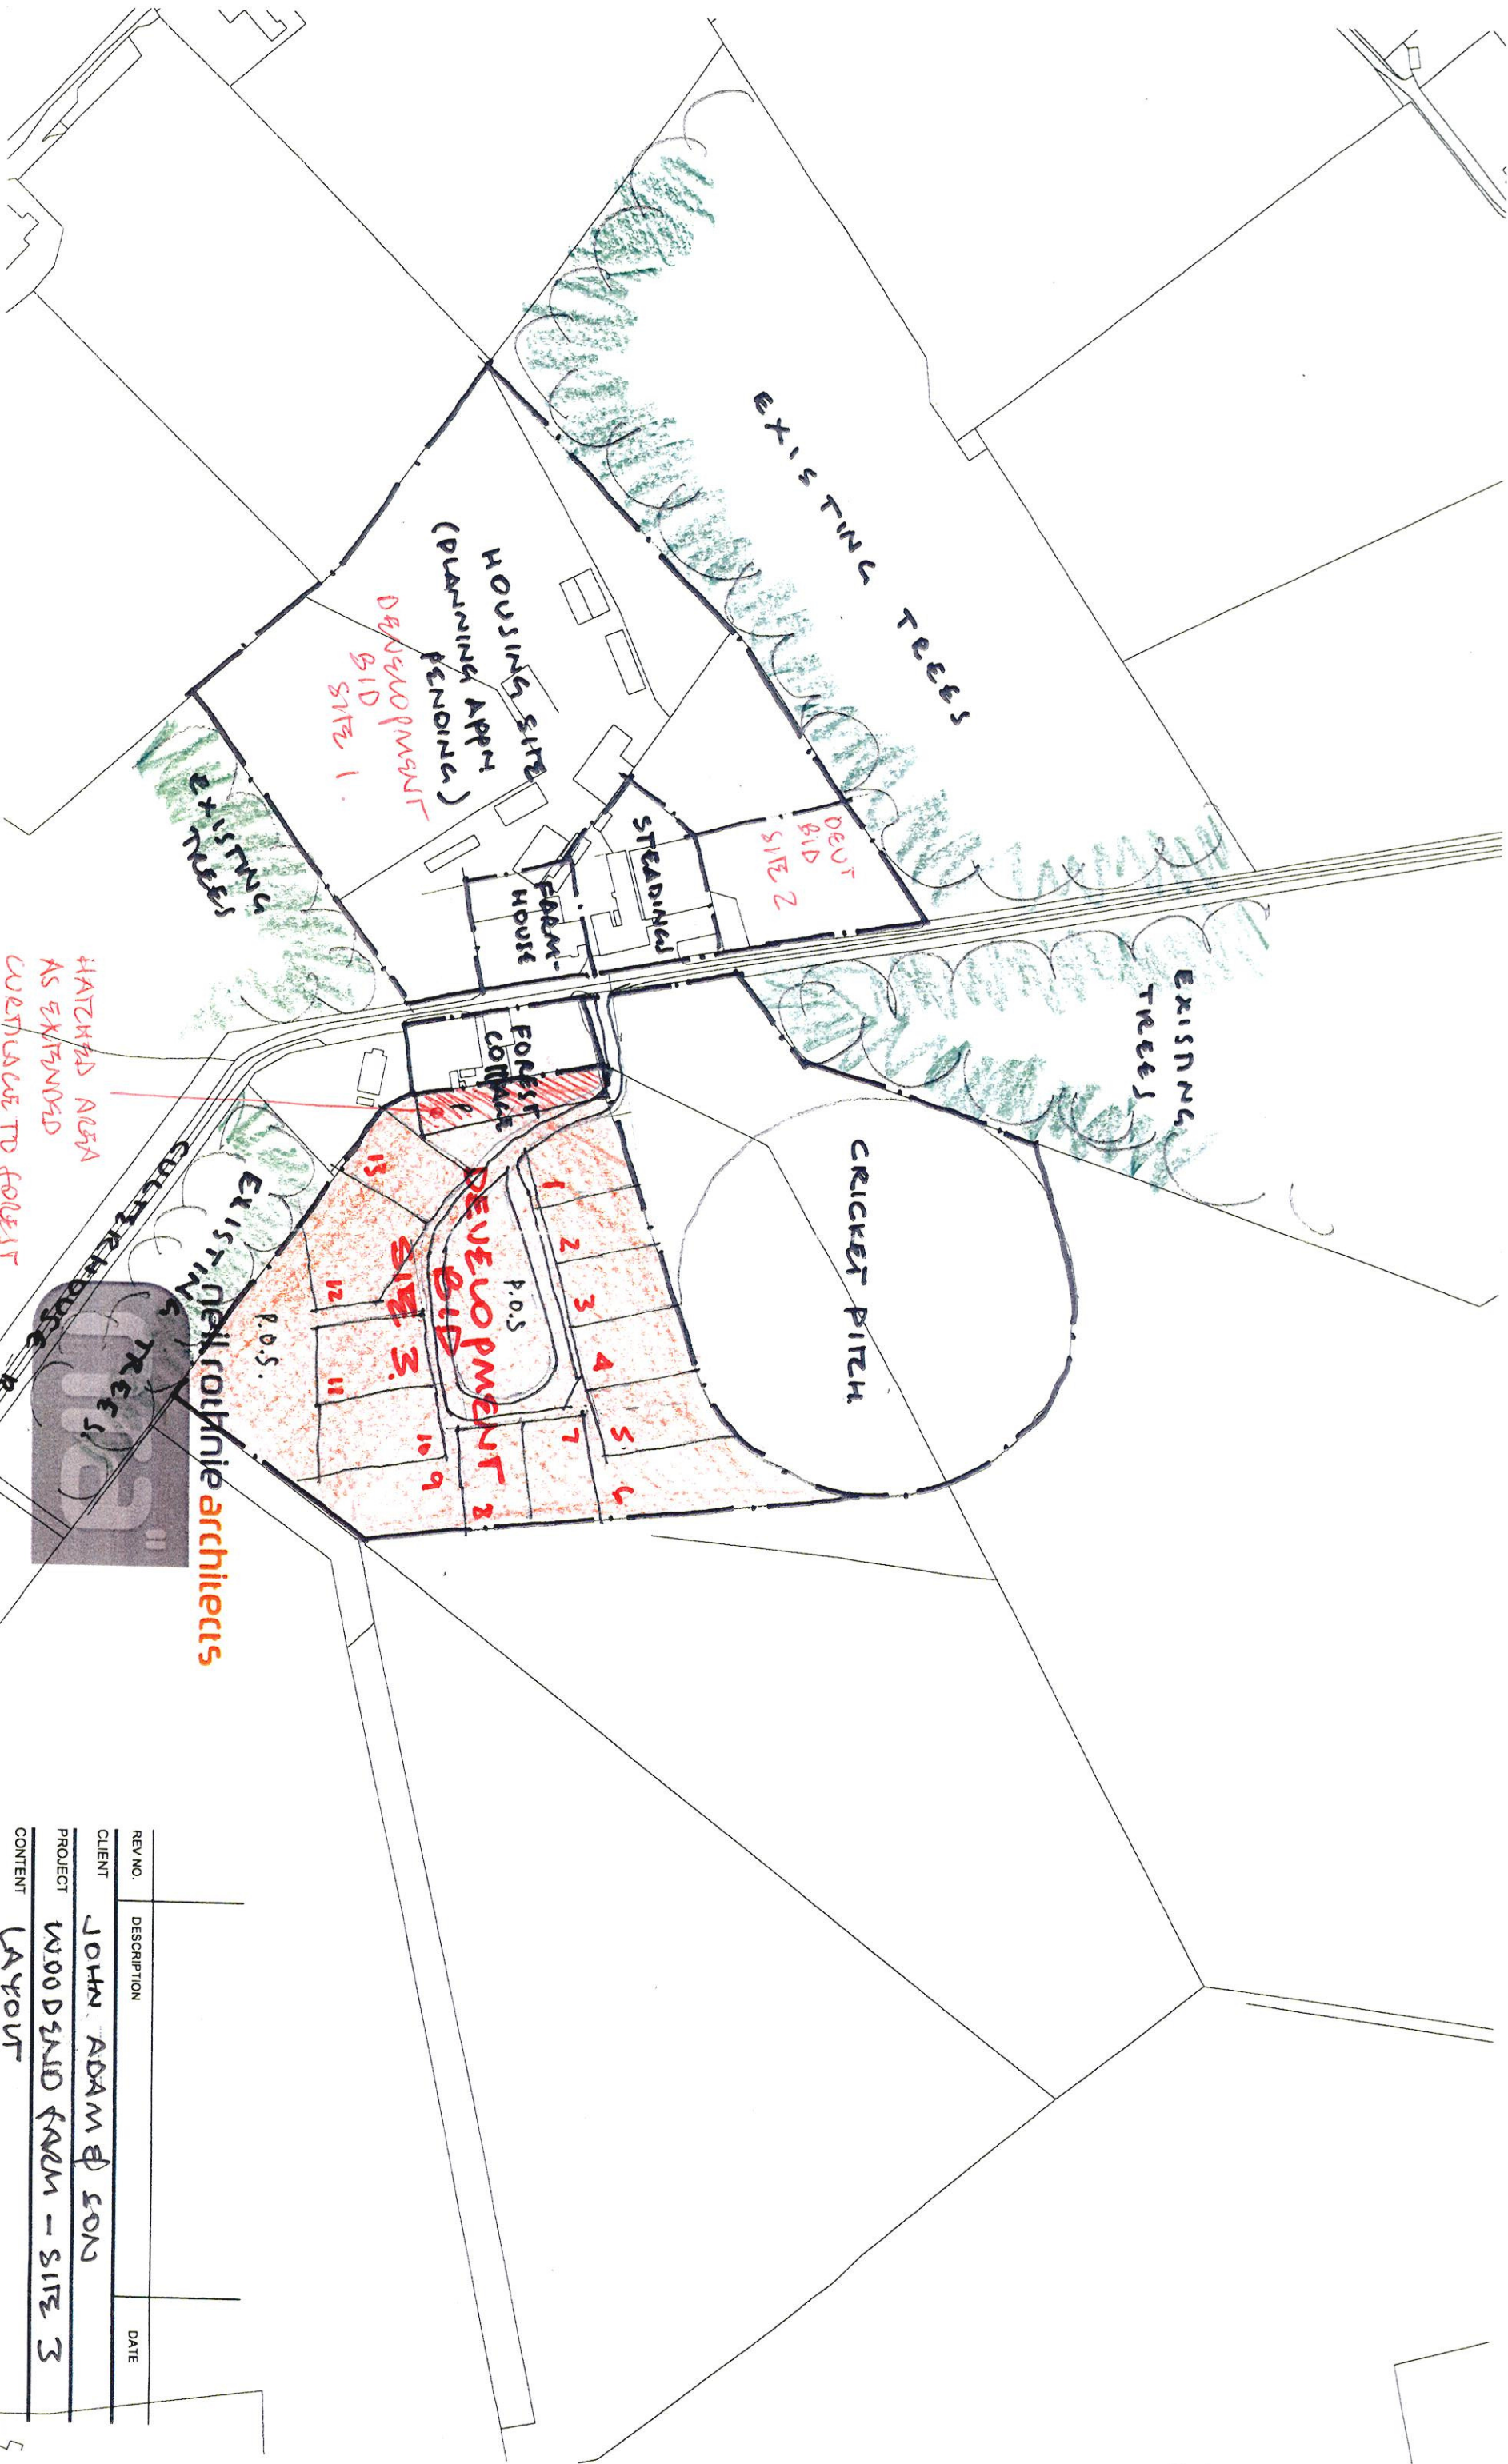 EXISTING TREES
EXISTING
TREES
HOUSING SITE
(PLANNING APPN
PENDING)
DEVELOPMENT
BID
SITE 1.
DEVT
BID
SITE 2
STEADINGS
FARM-
HOUSE
FOREST
COTTAGE
EXISTING
TREES
CRICKET PITCH
1
2
3
4
5
6
7
8
9
10
11
12
13
P.O.S
DEVELOPMENT
BID
SITE 3.
P.O.S.
EXISTING TREES
HATCHED AREA
AS EXTENDED
CURTILAGE TO FOREST
CULTERHOUSE
neil rothnie architects
REV NO. DESCRIPTION DATE
CLIENT JOHN ADAM & SON
PROJECT WOODEND FARM - SITE 3
CONTENT LAYOUT